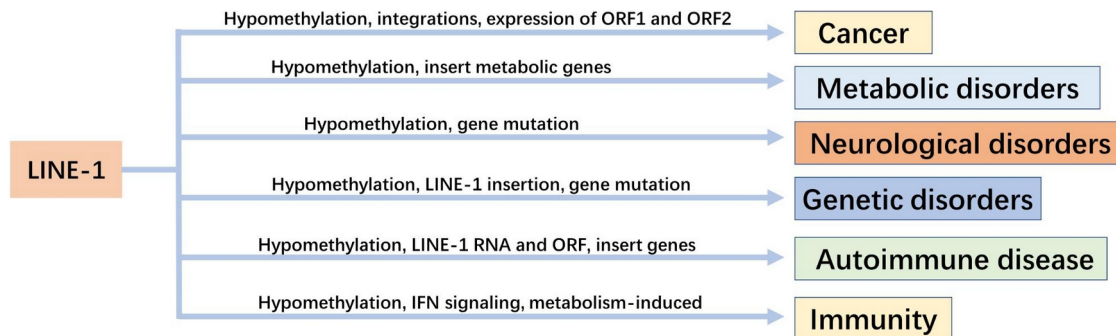 Hypomethylation, integrations, expression of ORF1 and ORF2
Cancer
Hypomethylation, insert metabolic genes
Metabolic disorders
Hypomethylation, gene mutation
Neurological disorders
LINE-1
Hypomethylation, LINE-1 insertion, gene mutation
Genetic disorders
Hypomethylation, LINE-1 RNA and ORF, insert genes
Autoimmune disease
Hypomethylation, IFN signaling, metabolism-induced
Immunity